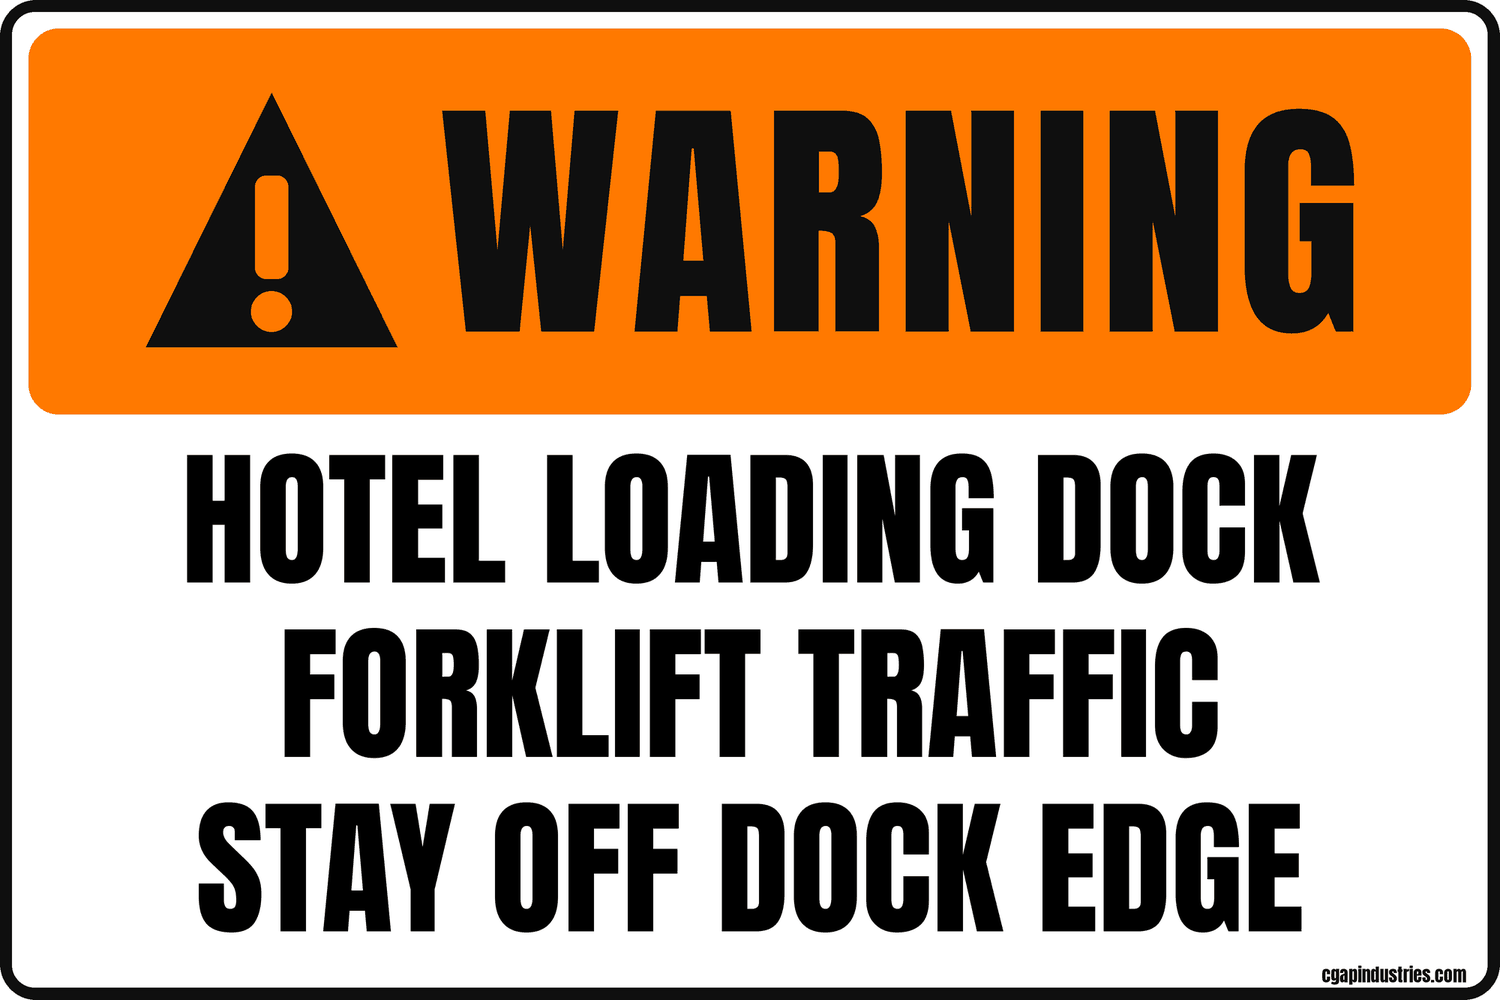 WARNING
HOTEL LOADING DOCK
FORKLIFT TRAFFIC
STAY OFF DOCK EDGE
cgapindustries.com